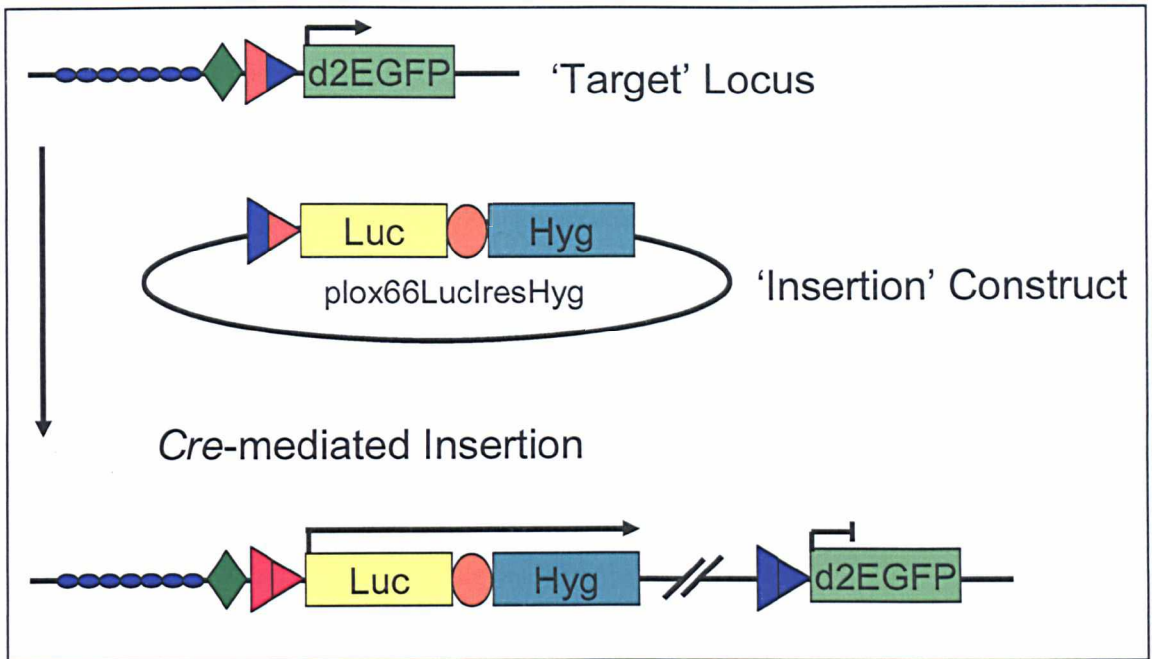 d2EGFP
'Target' Locus
Luc Hyg
plox66LucIresHyg
'Insertion' Construct
Cre-mediated Insertion
Luc Hyg d2EGFP